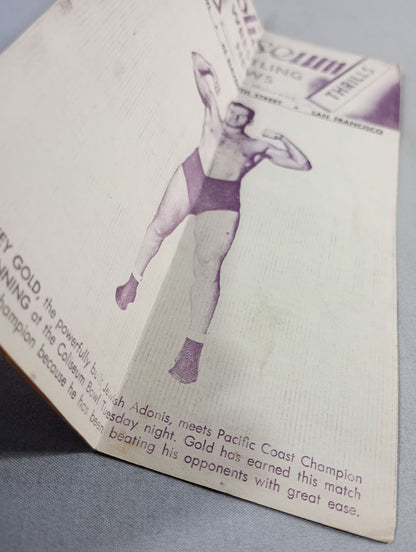 SEUM
TLING
WS
THRILLS
TH STREET • SAN FRANCISCO
EY GOLD, the powerfully built Jewish Adonis, meets Pacific Coast Champion
NNING at the Coliseum Bowl Tuesday night. Gold has earned this match
hampion because he has been beating his opponents with great ease.